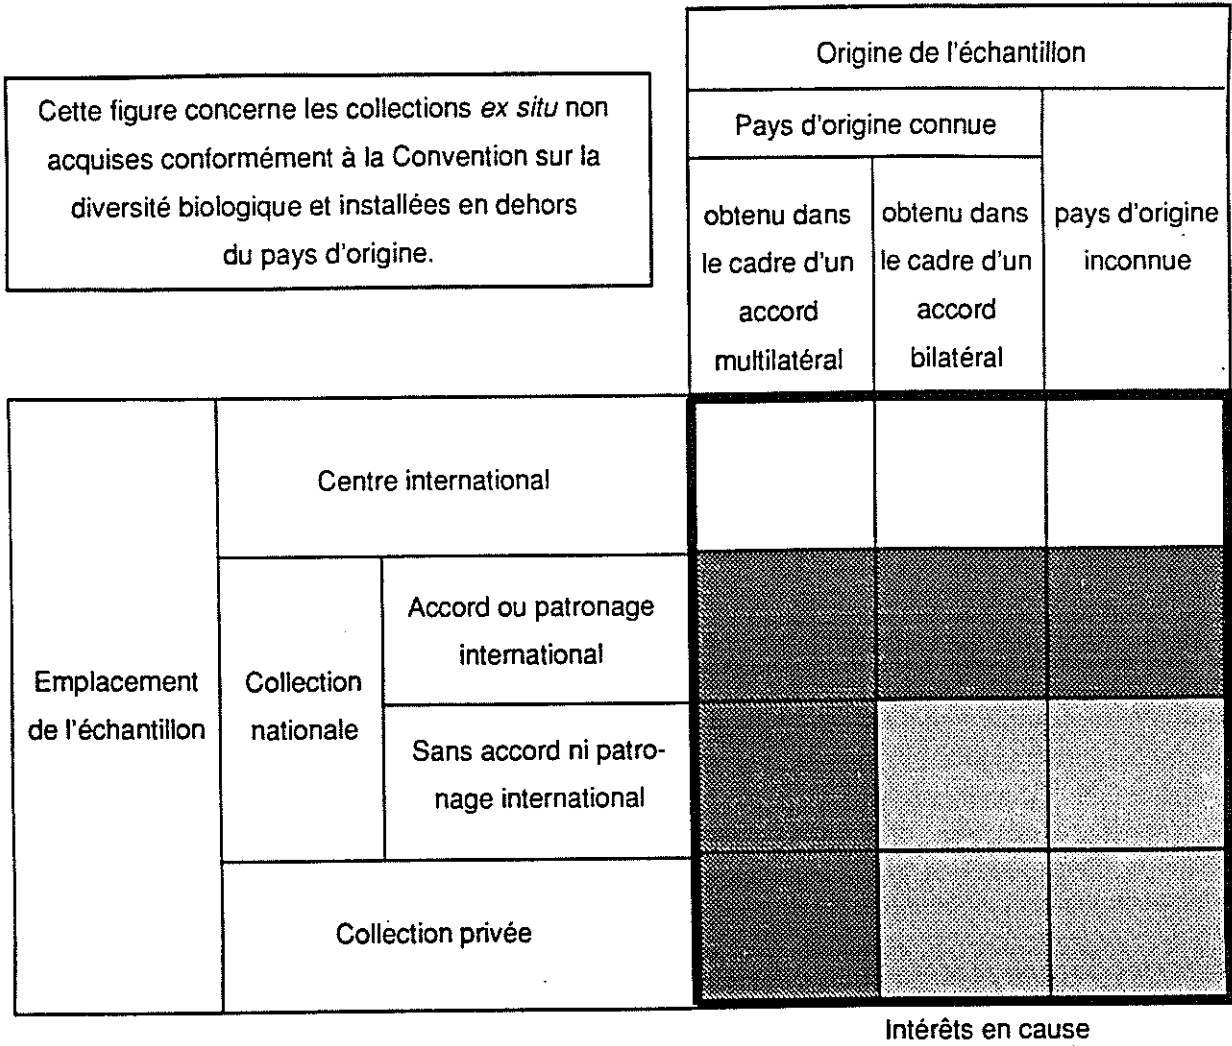 Cette figure concerne les collections ex situ non
acquises conformément à la Convention sur la
diversité biologique et installées en dehors
du pays d'origine.
Origine de l'échantillon
Pays d'origine connue
obtenu dans
le cadre d'un
accord
multilatéral
obtenu dans
le cadre d'un
accord
bilatéral
pays d'origine
inconnue
Emplacement
de l'échantillon
Centre international
Collection
nationale
Accord ou patronage
international
Sans accord ni patro-
nage international
Collection privée
Intérêts en cause